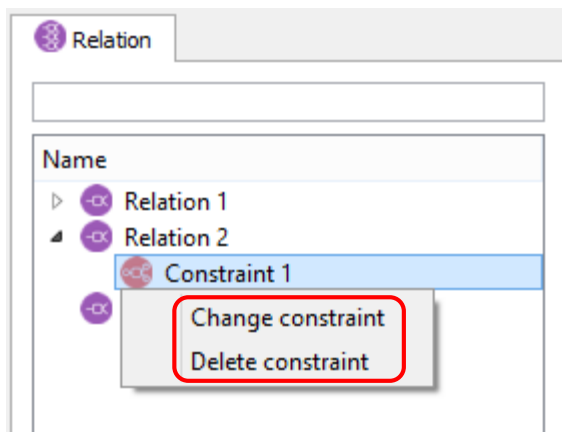 Relation
Name
Relation 1
Relation 2
Constraint 1
Change constraint
Delete constraint